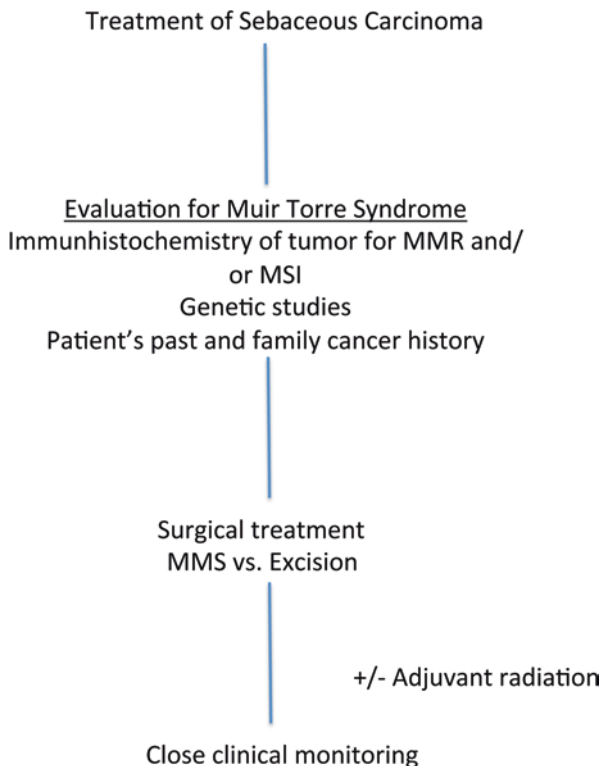 Treatment of Sebaceous Carcinoma
Evaluation for Muir Torre Syndrome
Immunhistochemistry of tumor for MMR and/
or MSI
Genetic studies
Patient’s past and family cancer history
Surgical treatment
MMS vs. Excision
+/- Adjuvant radiation
Close clinical monitoring